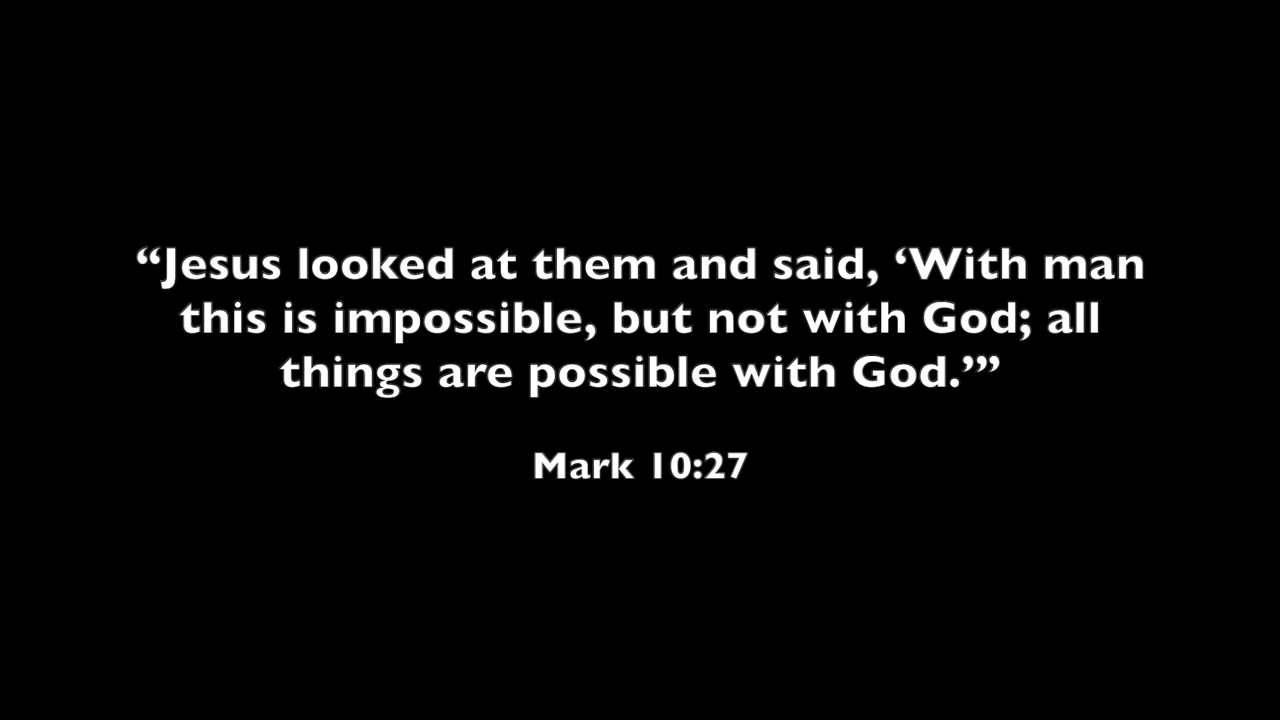 “Jesus looked at them and said, ‘With man
this is impossible, but not with God; all
things are possible with God.’”
Mark 10:27